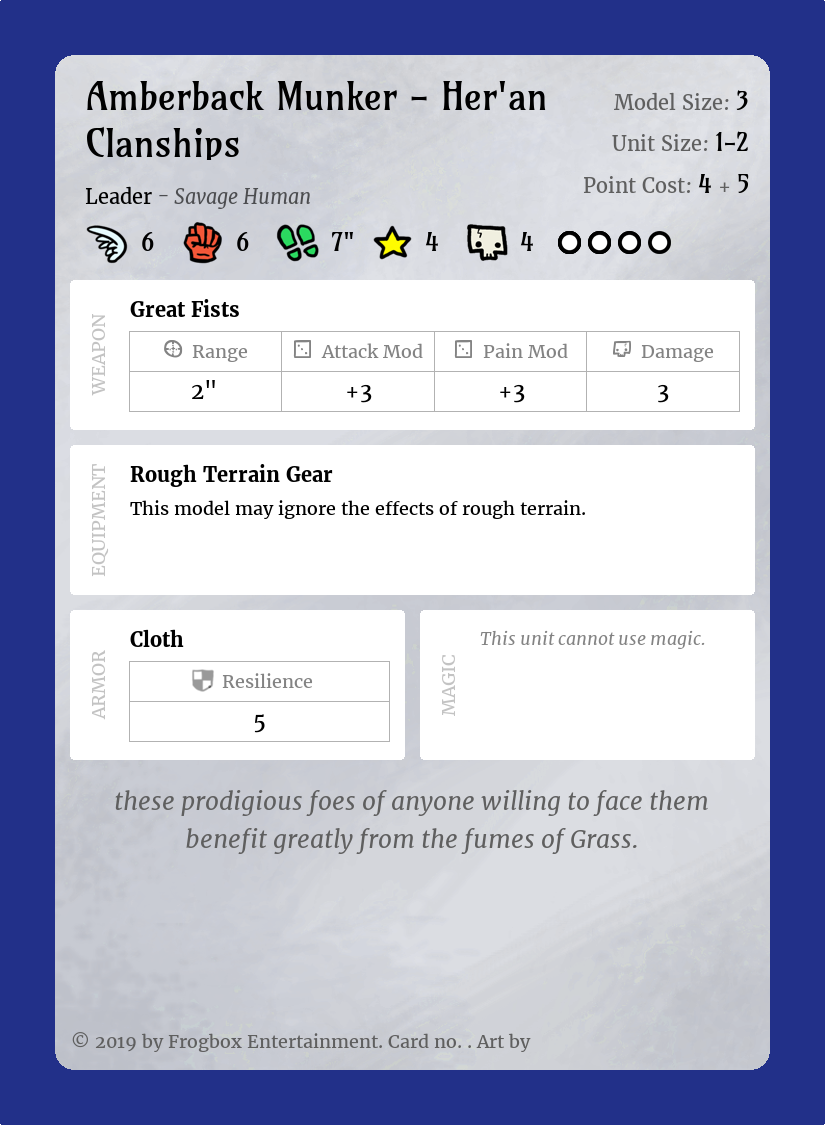 Amberback Munker – Her'an
Clanships
Model Size: 3
Unit Size: 1–2
Point Cost: 4 + 5
Leader – Savage Human
6 6 7" 4 4
WEAPON
Great Fists
Range Attack Mod Pain Mod Damage
2" +3 +3 3
EQUIPMENT
Rough Terrain Gear
This model may ignore the effects of rough terrain.
ARMOR
Cloth
Resilience
5
MAGIC
This unit cannot use magic.
these prodigious foes of anyone willing to face them
benefit greatly from the fumes of Grass.
© 2019 by Frogbox Entertainment. Card no. . Art by